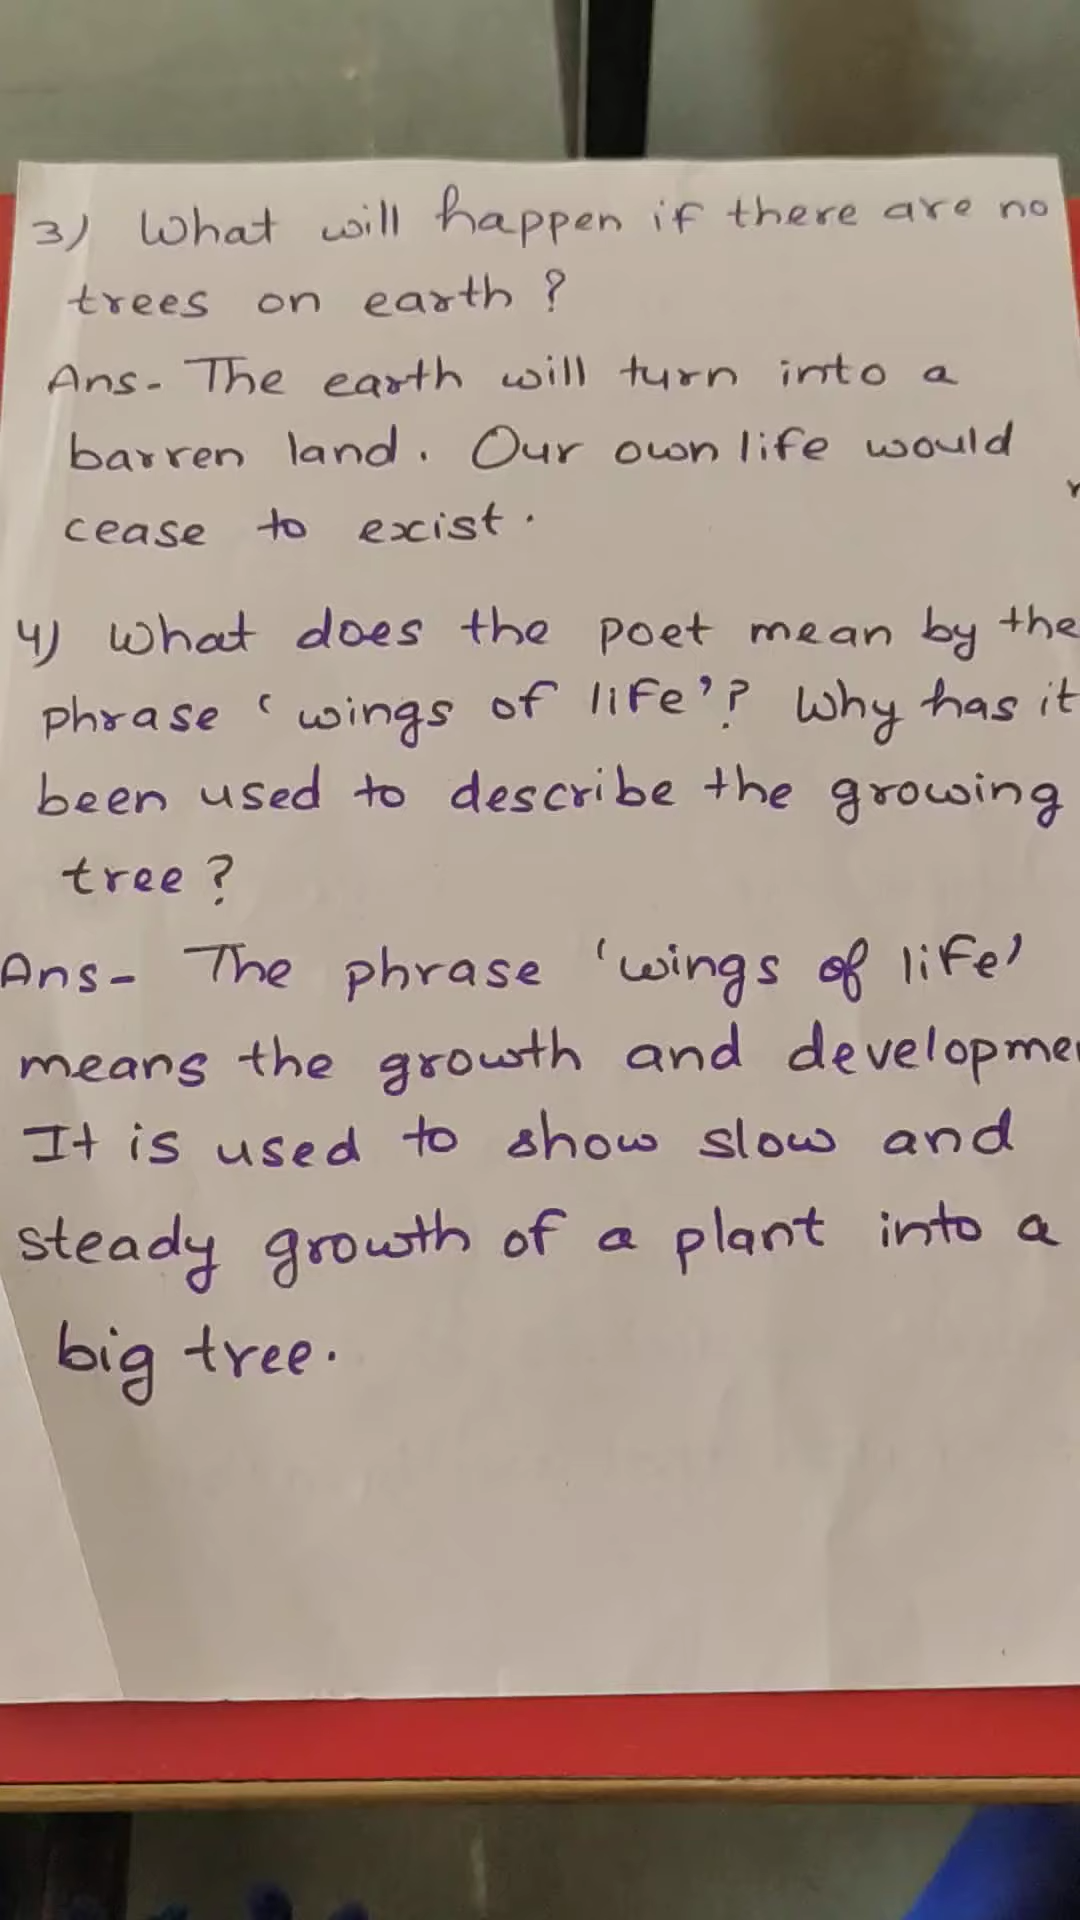 3) What will happen if there are no
trees on earth ?
Ans- The earth will turn into a
barren land. Our own life would
cease to excist.
4) What does the poet mean by the
phrase 'wings of life'? Why has it
been used to describe the growing
tree ?
Ans- The phrase 'wings of life'
means the growth and developme
It is used to show slow and
steady growth of a plant into a
big tree.